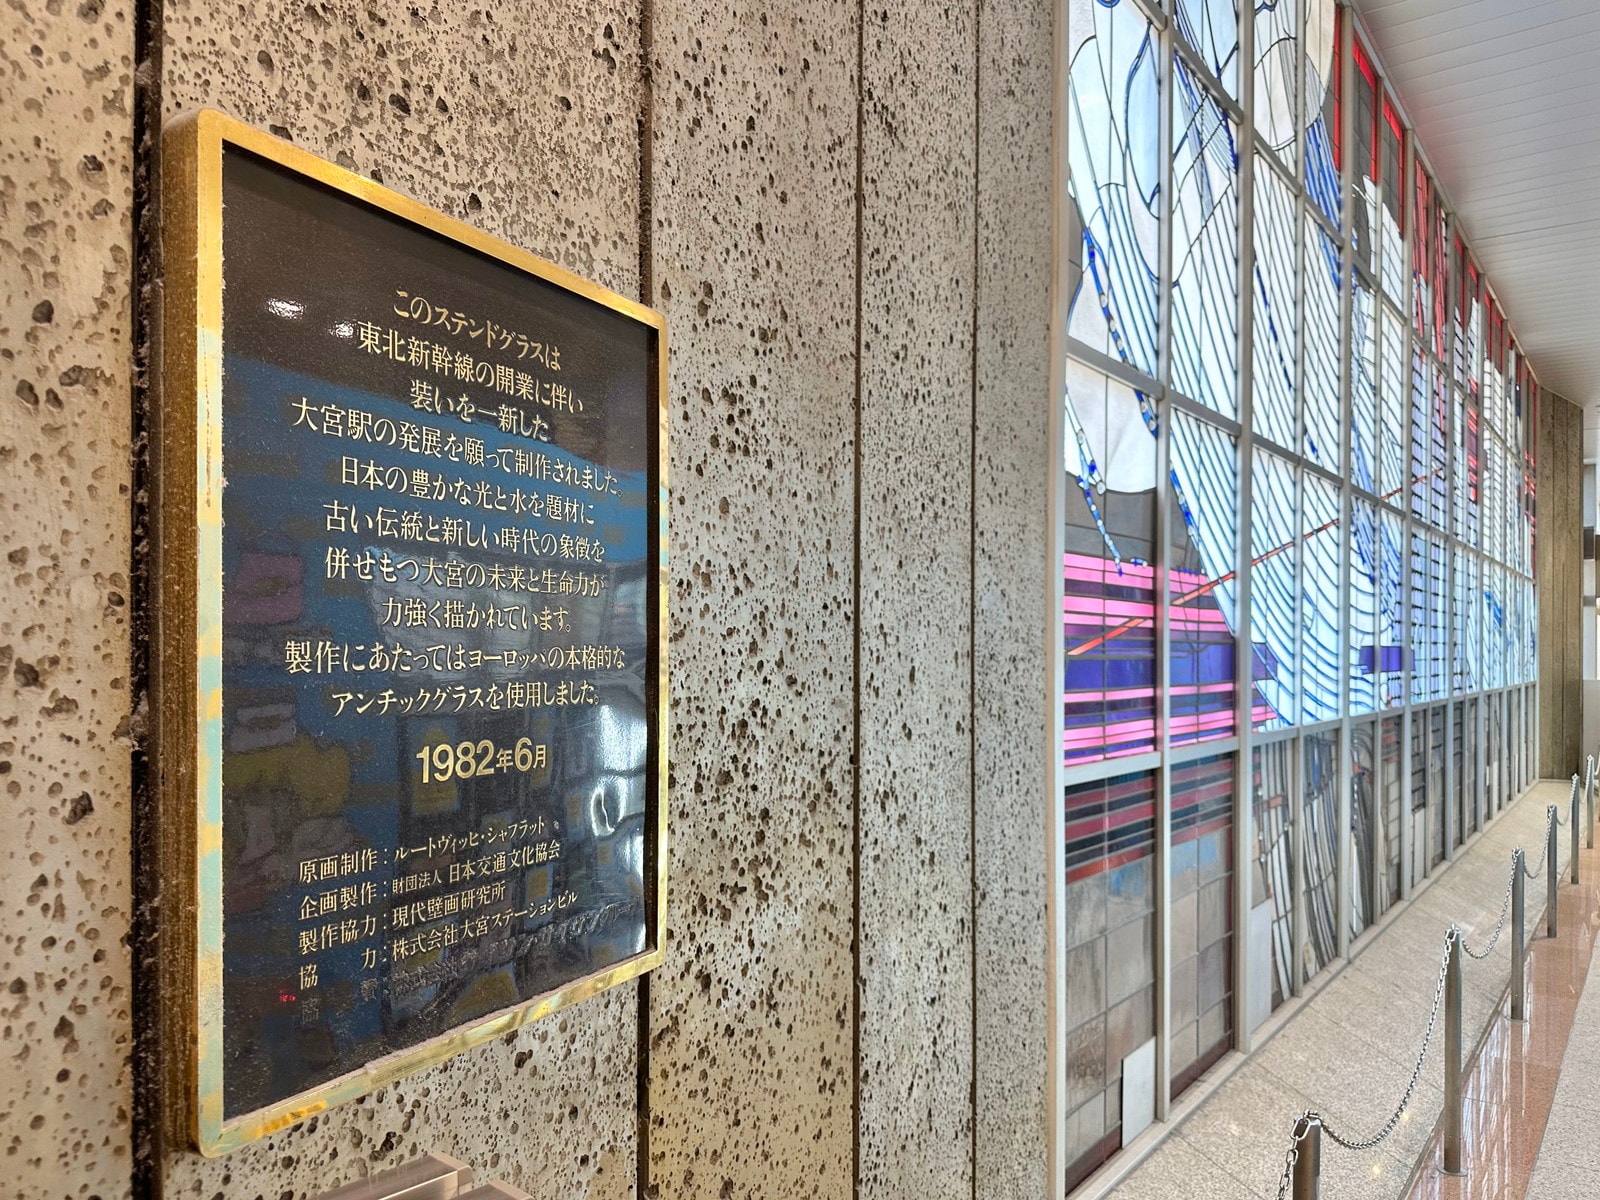 このステンドグラスは
東北新幹線の開業に伴い
装いを一新した
大宮駅の発展を願って制作されました。
日本の豊かな光と水を題材に
古い伝統と新しい時代の象徴を
併せもつ大宮の未来と生命力が
力強く描かれています。
製作にあたってはヨーロッパの本格的な
アンチックグラスを使用しました。
1982年6月
原画制作：ルートヴィッヒ・シャフラット
企画製作：財団法人 日本交通文化協会
製作協力：現代壁画研究所
協　　力：株式会社大宮ステーションビル